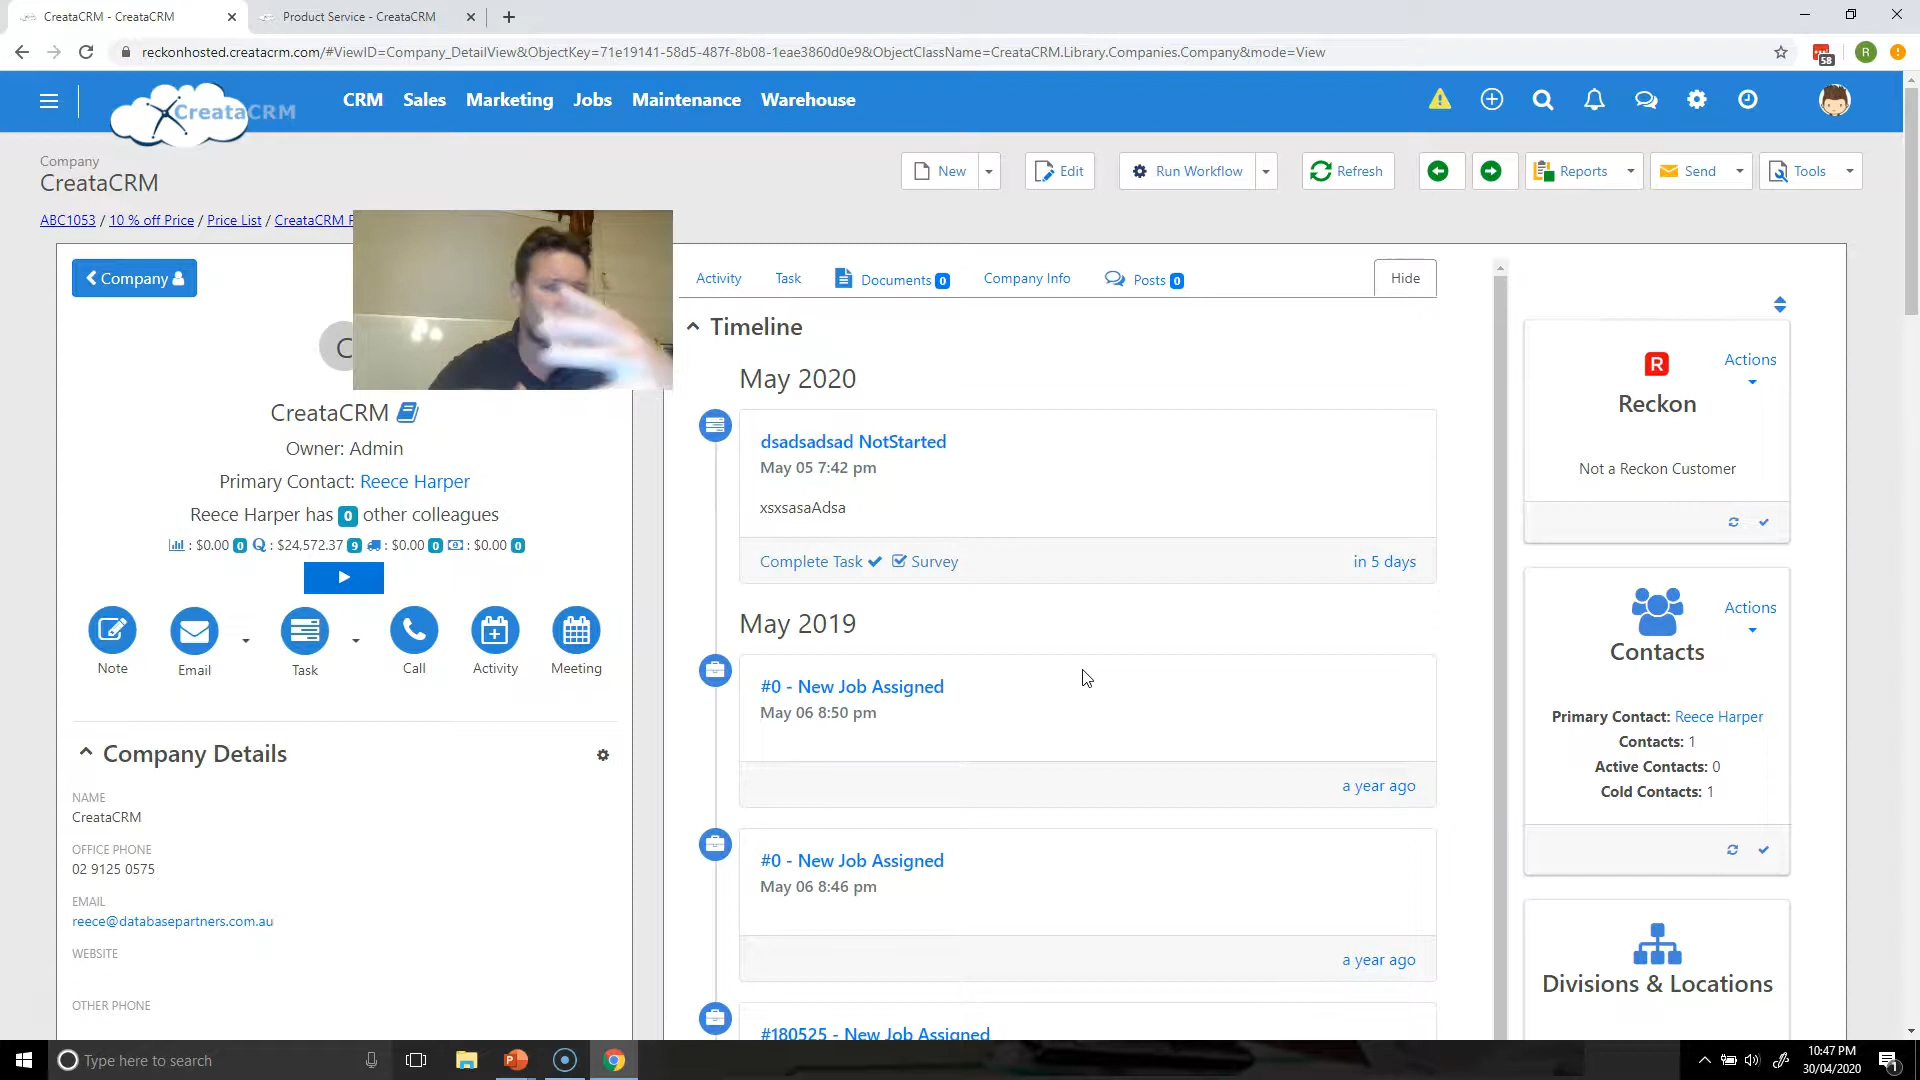 CreataCRM - CreataCRM
Product Service - CreataCRM
reckonhosted.creatacrm.com/#ViewID=Company_DetailView&ObjectKey=71e19141-58d5-487f-8b08-1eae3860d0e9&ObjectClassName=CreataCRM.Library.Companies.Company&mode=View
58
R
CreataCRM
CRM Sales Marketing Jobs Maintenance Warehouse
Company
CreataCRM
New
Edit
Run Workflow
Refresh
Reports
Send
Tools
ABC1053 / 10 % off Price / Price List / CreataCRM
Company
C
CreataCRM
Owner: Admin
Primary Contact: Reece Harper
Reece Harper has 0 other colleagues
: $0.00 0 : $24,572.37 9 : $0.00 0 : $0.00 0
Note
Email
Task
Call
Activity
Meeting
Company Details
NAME
CreataCRM
OFFICE PHONE
02 9125 0575
EMAIL
reece@databasepartners.com.au
WEBSITE
OTHER PHONE
Activity
Task
Documents 0
Company Info
Posts 0
Hide
Timeline
May 2020
dsadsadsad NotStarted
May 05 7:42 pm
xsxsasaAdsa
Complete Task
Survey
in 5 days
May 2019
#0 - New Job Assigned
May 06 8:50 pm
a year ago
#0 - New Job Assigned
May 06 8:46 pm
a year ago
#180525 - New Job Assigned
R
Actions
Reckon
Not a Reckon Customer
Actions
Contacts
Primary Contact: Reece Harper
Contacts: 1
Active Contacts: 0
Cold Contacts: 1
Divisions & Locations
Type here to search
10:47 PM
30/04/2020
1